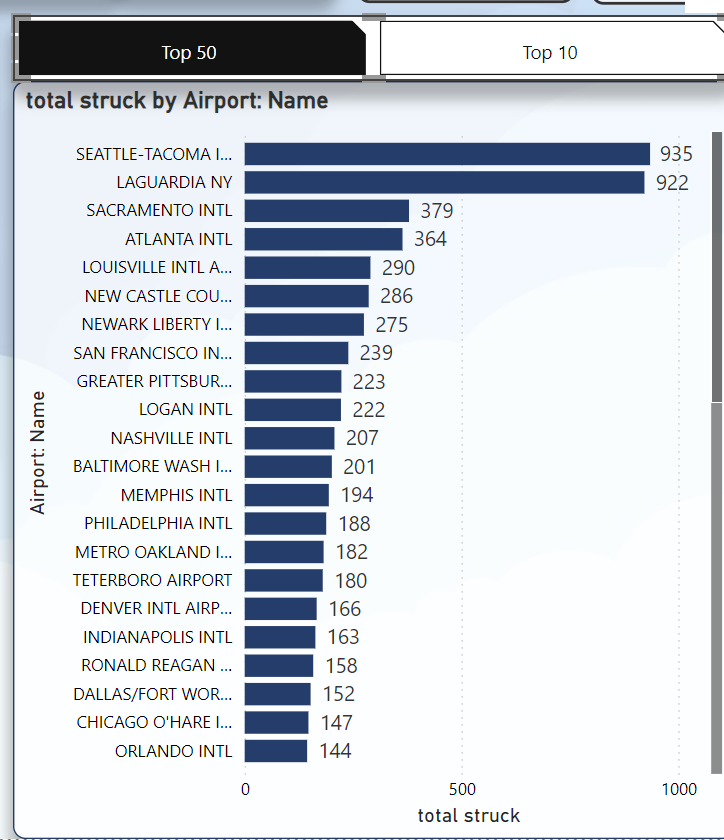 Top 50
Top 10
total struck by Airport: Name
SEATTLE-TACOMA I... 935
LAGUARDIA NY 922
SACRAMENTO INTL 379
ATLANTA INTL 364
LOUISVILLE INTL A... 290
NEW CASTLE COU... 286
NEWARK LIBERTY I... 275
SAN FRANCISCO IN... 239
GREATER PITTSBUR... 223
LOGAN INTL 222
NASHVILLE INTL 207
BALTIMORE WASH I... 201
MEMPHIS INTL 194
PHILADELPHIA INTL 188
METRO OAKLAND I... 182
TETERBORO AIRPORT 180
DENVER INTL AIRP... 166
INDIANAPOLIS INTL 163
RONALD REAGAN ... 158
DALLAS/FORT WOR... 152
CHICAGO O'HARE I... 147
ORLANDO INTL 144
Airport: Name
0 500 1000
total struck